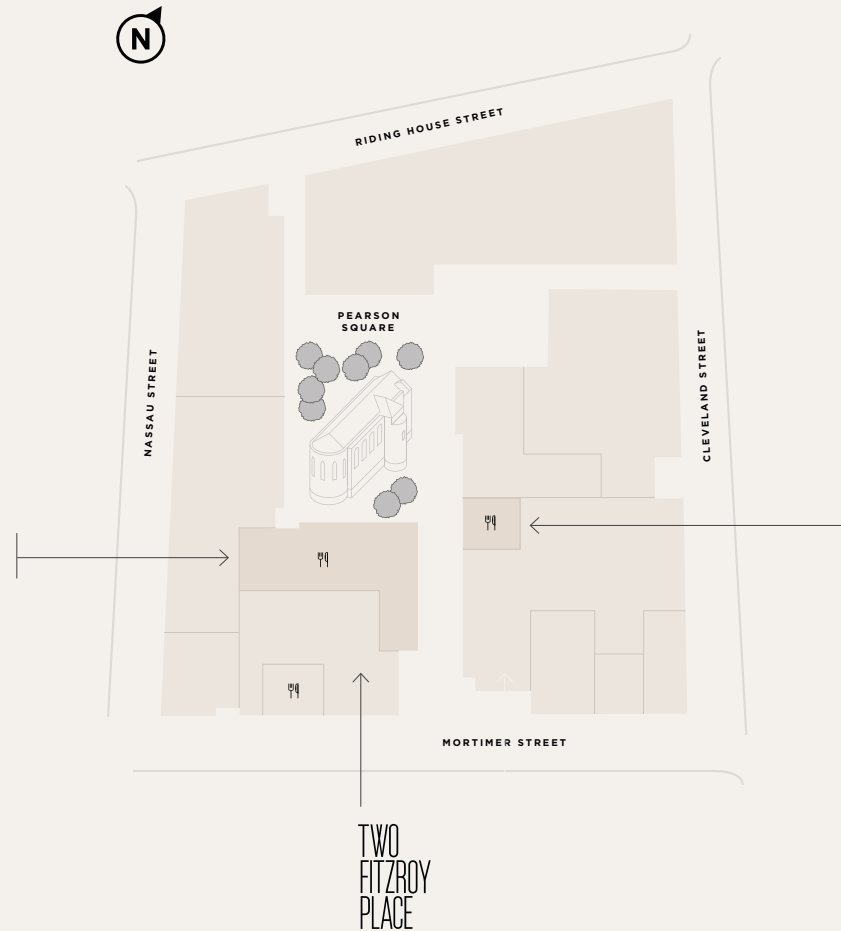 N
RIDING HOUSE STREET
PEARSON
SQUARE
NASSAU STREET
CLEVELAND STREET
MORTIMER STREET
TWO
FITZROY
PLACE